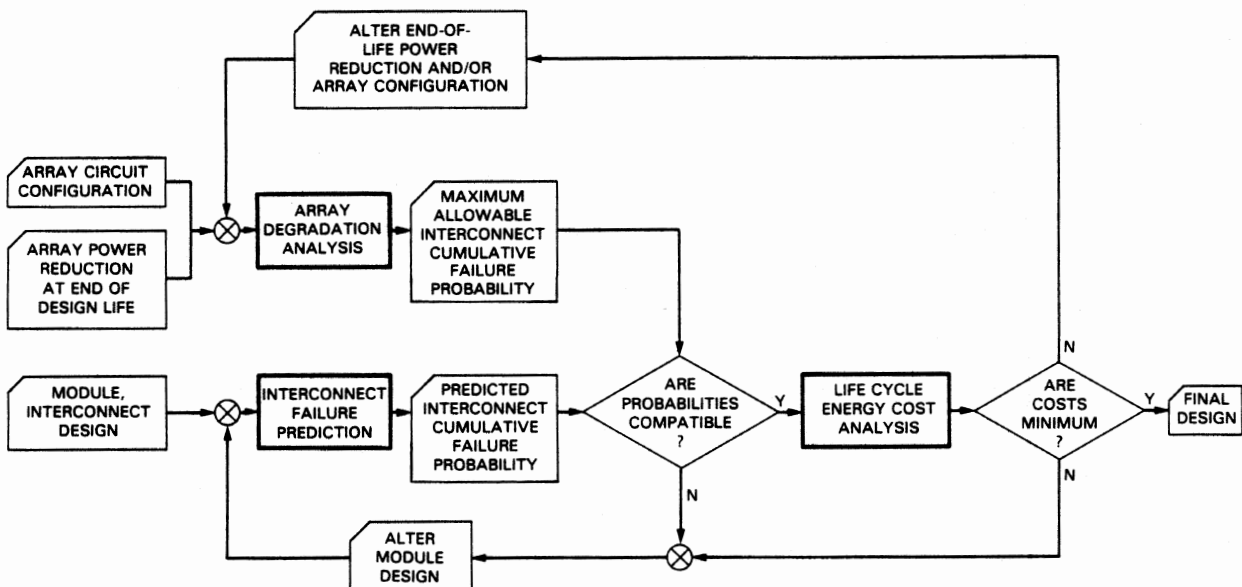 ALTER END-OF-
LIFE POWER
REDUCTION AND/OR
ARRAY CONFIGURATION
ARRAY CIRCUIT
CONFIGURATION
ARRAY POWER
REDUCTION
AT END OF
DESIGN LIFE
ARRAY
DEGRADATION
ANALYSIS
MAXIMUM
ALLOWABLE
INTERCONNECT
CUMULATIVE
FAILURE
PROBABILITY
MODULE,
INTERCONNECT
DESIGN
INTERCONNECT
FAILURE
PREDICTION
PREDICTED
INTERCONNECT
CUMULATIVE
FAILURE
PROBABILITY
ARE
PROBABILITIES
COMPATIBLE
?
Y
N
LIFE CYCLE
ENERGY COST
ANALYSIS
N
ARE
COSTS
MINIMUM
?
Y
N
FINAL
DESIGN
ALTER
MODULE
DESIGN